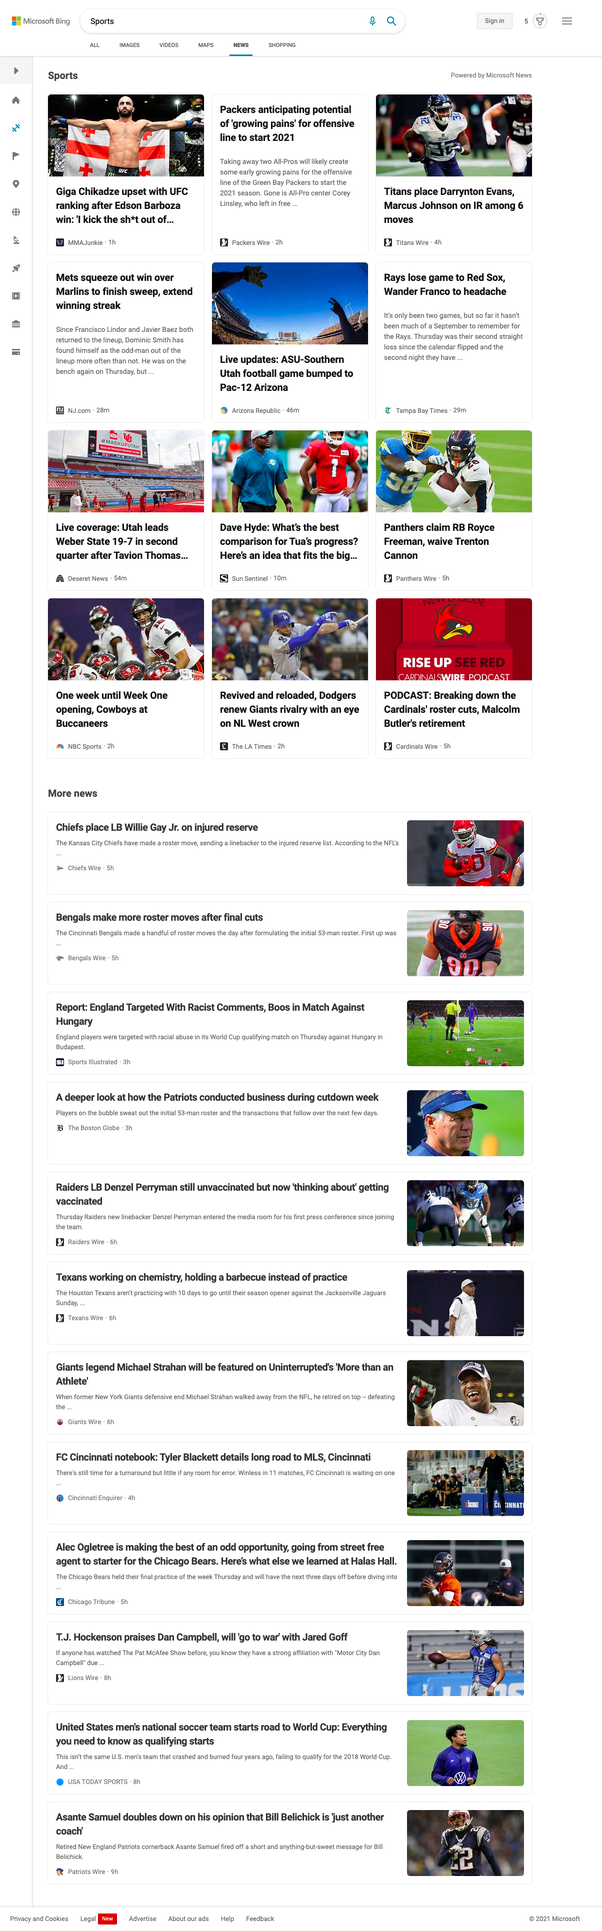 Microsoft Bing
Sports
Sign in
5
ALL IMAGES VIDEOS MAPS NEWS SHOPPING
Sports
Powered by Microsoft News
Giga Chikadze upset with UFC
ranking after Edson Barboza
win: 'I kick the sh*t out of...
MMAJunkie · 1h
Packers anticipating potential
of 'growing pains' for offensive
line to start 2021
Taking away two All-Pros will likely create
some early growing pains for the offensive
line of the Green Bay Packers to start the
2021 season. Gone is All-Pro center Corey
Linsley, who left in free ...
Packers Wire · 2h
Titans place Darrynton Evans,
Marcus Johnson on IR among 6
moves
Titans Wire · 4h
Mets squeeze out win over
Marlins to finish sweep, extend
winning streak
Since Francisco Lindor and Javier Baez both
returned to the lineup, Dominic Smith has
found himself as the odd-man out of the
lineup more often than not. He was on the
bench again on Thursday, but ...
NJ.com · 28m
Live updates: ASU-Southern
Utah football game bumped to
Pac-12 Arizona
Arizona Republic · 46m
Rays lose game to Red Sox,
Wander Franco to headache
It's only been two games, but so far it hasn't
been much of a September to remember for
the Rays. Thursday was their second straight
loss since the calendar flipped and the
second night they have ...
Tampa Bay Times · 29m
#MASKUPUTAH
Live coverage: Utah leads
Weber State 19-7 in second
quarter after Tavion Thomas...
Deseret News · 54m
Dave Hyde: What's the best
comparison for Tua's progress?
Here's an idea that fits the big...
Sun Sentinel · 10m
Panthers claim RB Royce
Freeman, waive Trenton
Cannon
Panthers Wire · 5h
One week until Week One
opening, Cowboys at
Buccaneers
NBC Sports · 2h
Revived and reloaded, Dodgers
renew Giants rivalry with an eye
on NL West crown
The LA Times · 2h
RISE UP SEE RED
CARDINALSWIRE PODCAST
PODCAST: Breaking down the
Cardinals' roster cuts, Malcolm
Butler's retirement
Cardinals Wire · 5h
More news
Chiefs place LB Willie Gay Jr. on injured reserve
The Kansas City Chiefs have made a roster move, sending a linebacker to the injured reserve list. According to the NFL's
...
Chiefs Wire · 5h
Bengals make more roster moves after final cuts
The Cincinnati Bengals made a handful of roster moves the day after formulating the initial 53-man roster. First up was
...
Bengals Wire · 5h
90
Report: England Targeted With Racist Comments, Boos in Match Against
Hungary
England players were targeted with racial abuse in its World Cup qualifying match on Thursday against Hungary in
Budapest.
Sports Illustrated · 3h
A deeper look at how the Patriots conducted business during cutdown week
Players on the bubble sweat out the initial 53-man roster and the transactions that follow over the next few days.
The Boston Globe · 3h
Raiders LB Denzel Perryman still unvaccinated but now 'thinking about' getting
vaccinated
Thursday Raiders new linebacker Denzel Perryman entered the media room for his first press conference since joining
the team.
Raiders Wire · 6h
Texans working on chemistry, holding a barbecue instead of practice
The Houston Texans aren't practicing with 10 days to go until their season opener against the Jacksonville Jaguars
Sunday, ...
Texans Wire · 6h
Giants legend Michael Strahan will be featured on Uninterrupted's 'More than an
Athlete'
When former New York Giants defensive end Michael Strahan walked away from the NFL, he retired on top – defeating
the ...
Giants Wire · 6h
FC Cincinnati notebook: Tyler Blackett details long road to MLS, Cincinnati
There's still time for a turnaround but little if any room for error. Winless in 11 matches, FC Cincinnati is waiting on one
...
Cincinnati Enquirer · 4h
Alec Ogletree is making the best of an odd opportunity, going from street free
agent to starter for the Chicago Bears. Here's what else we learned at Halas Hall.
The Chicago Bears held their final practice of the week Thursday and will have the next three days off before diving into
...
Chicago Tribune · 5h
T.J. Hockenson praises Dan Campbell, will 'go to war' with Jared Goff
If anyone has watched The Pat McAfee Show before, you know they have a strong affiliation with "Motor City Dan
Campbell" due ...
Lions Wire · 8h
United States men's national soccer team starts road to World Cup: Everything
you need to know as qualifying starts
This isn't the same U.S. men's team that crashed and burned four years ago, failing to qualify for the 2018 World Cup.
And ...
USA TODAY SPORTS · 8h
Asante Samuel doubles down on his opinion that Bill Belichick is 'just another
coach'
Retired New England Patriots cornerback Asante Samuel fired off a short and anything-but-sweet message for Bill
Belichick.
Patriots Wire · 9h
22
Privacy and Cookies Legal New Advertise About our ads Help Feedback © 2021 Microsoft